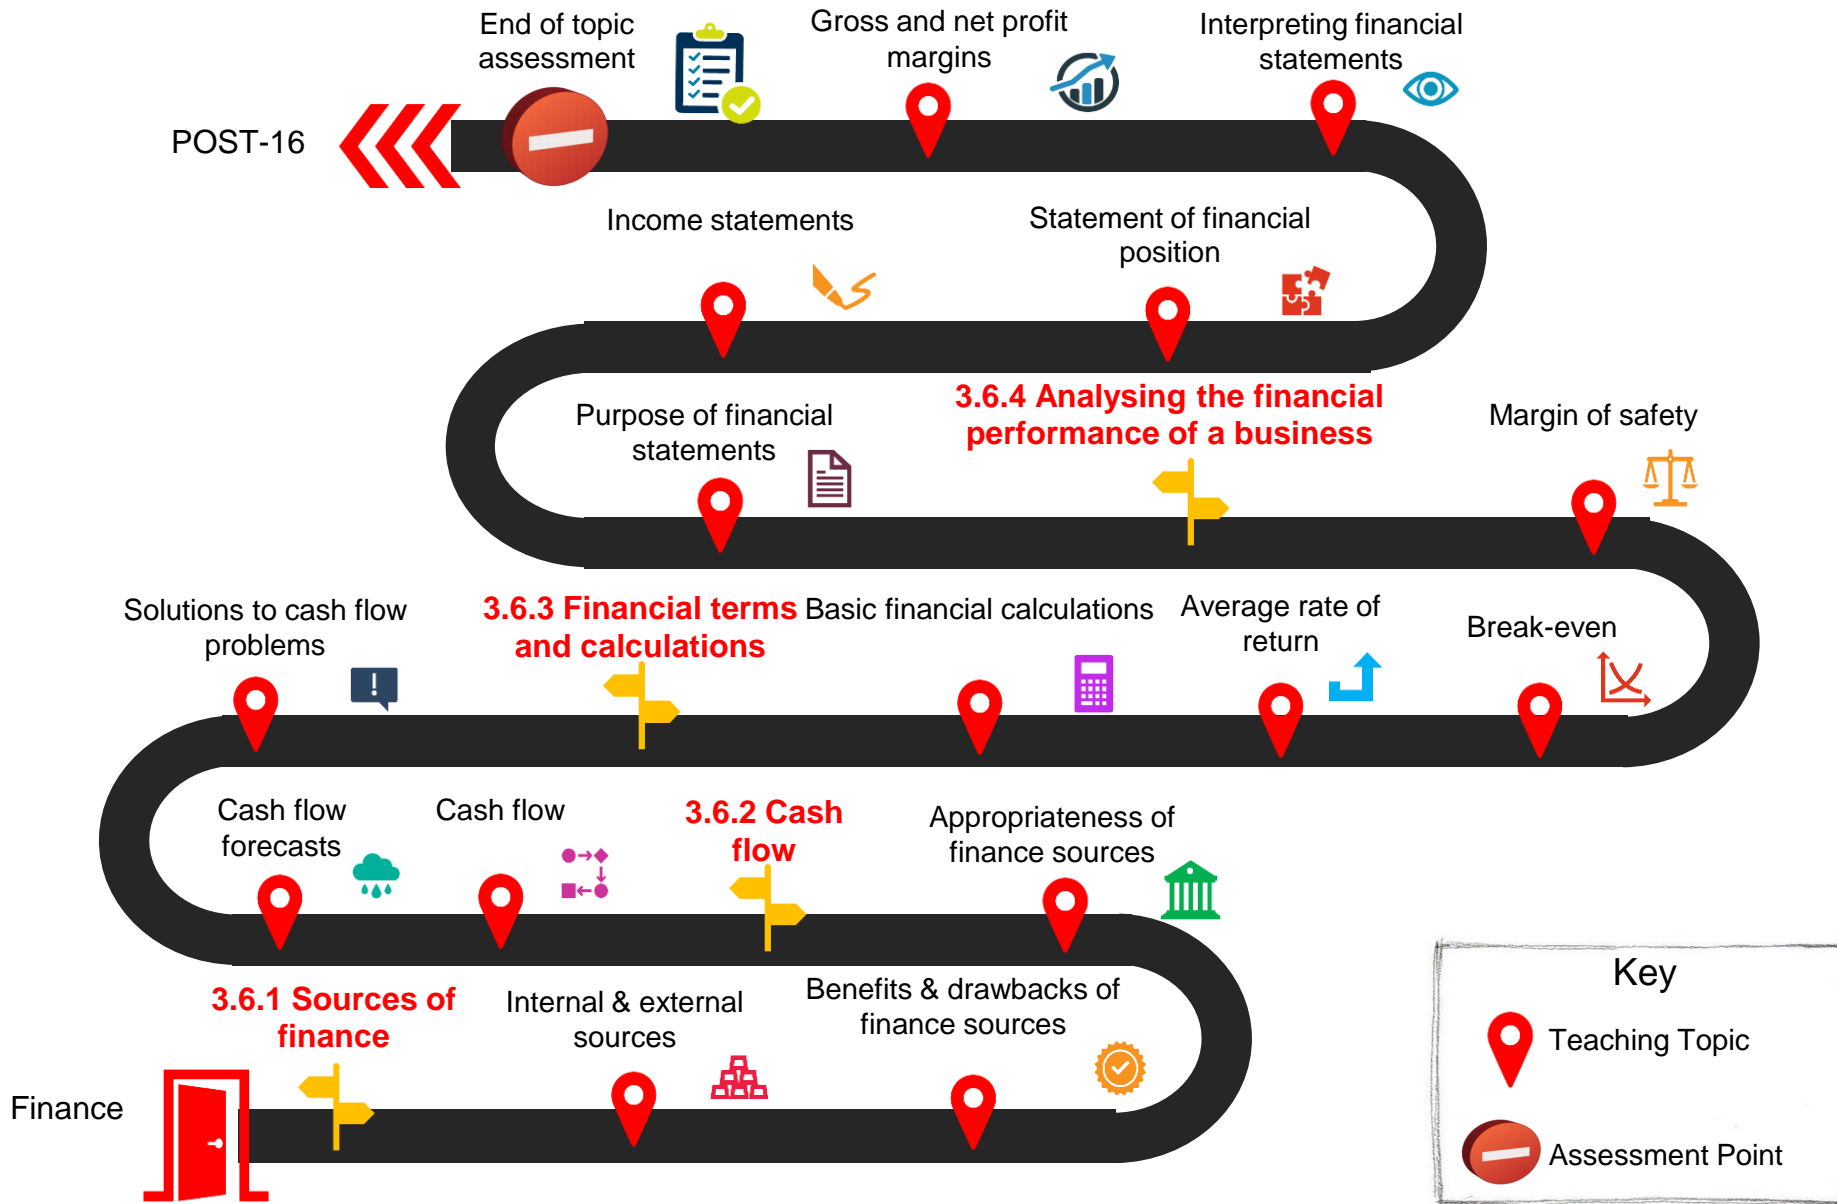 End of topic
assessment
Gross and net profit
margins
Interpreting financial
statements
POST-16
Income statements
Statement of financial
position
Purpose of financial
statements
3.6.4 Analysing the financial
performance of a business
Margin of safety
Solutions to cash flow
problems
3.6.3 Financial terms
and calculations
Basic financial calculations
Average rate of
return
Break-even
Cash flow
forecasts
Cash flow
3.6.2 Cash
flow
Appropriateness of
finance sources
3.6.1 Sources of
finance
Internal & external
sources
Benefits & drawbacks of
finance sources
Finance
Key
Teaching Topic
Assessment Point